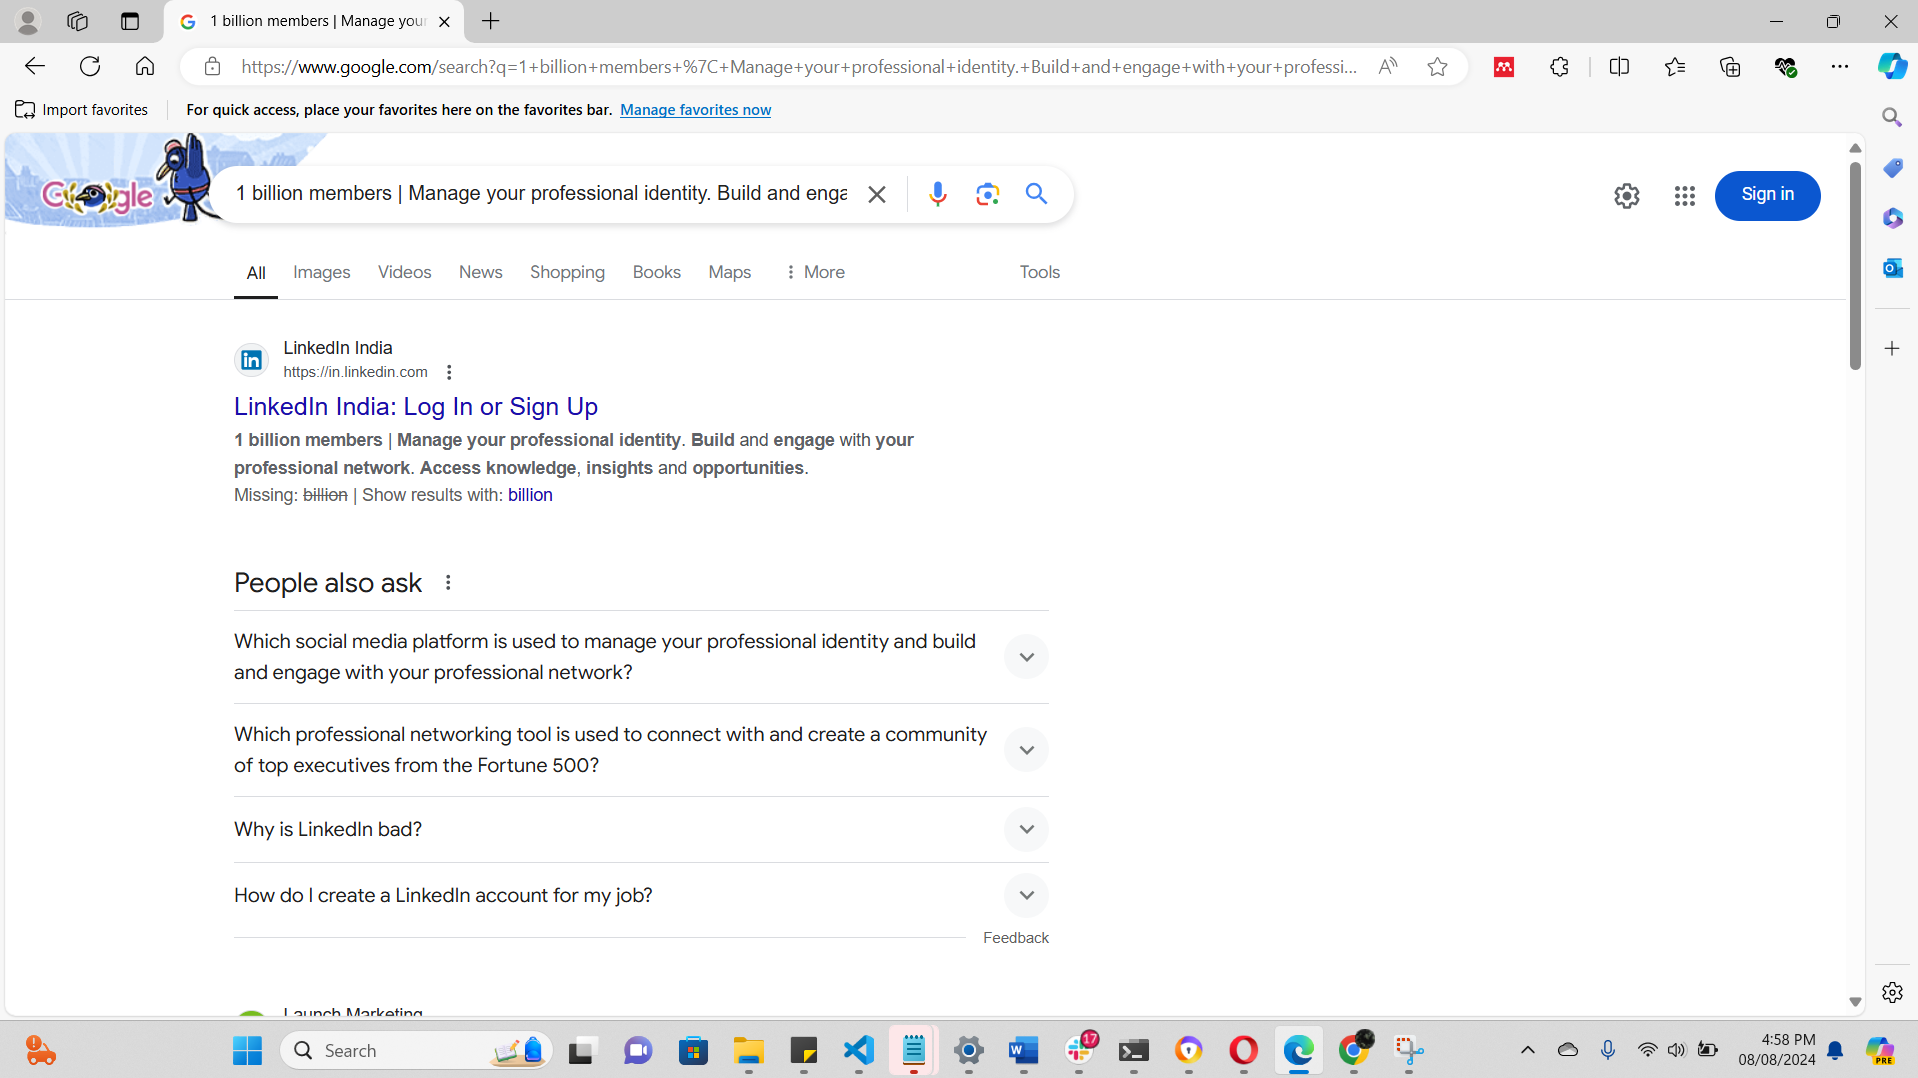 1 billion members | Manage your
https://www.google.com/search?q=1+billion+members+%7C+Manage+your+professional+identity.+Build+and+engage+with+your+professi...
Import favorites
For quick access, place your favorites here on the favorites bar. Manage favorites now
Google
1 billion members | Manage your professional identity. Build and enga
Sign in
All Images Videos News Shopping Books Maps More Tools
LinkedIn India
https://in.linkedin.com
LinkedIn India: Log In or Sign Up
1 billion members | Manage your professional identity. Build and engage with your
professional network. Access knowledge, insights and opportunities.
Missing: billion | Show results with: billion
People also ask
Which social media platform is used to manage your professional identity and build
and engage with your professional network?
Which professional networking tool is used to connect with and create a community
of top executives from the Fortune 500?
Why is LinkedIn bad?
How do I create a LinkedIn account for my job?
Feedback
Launch Marketing
Search
17
4:58 PM
08/08/2024
PRE